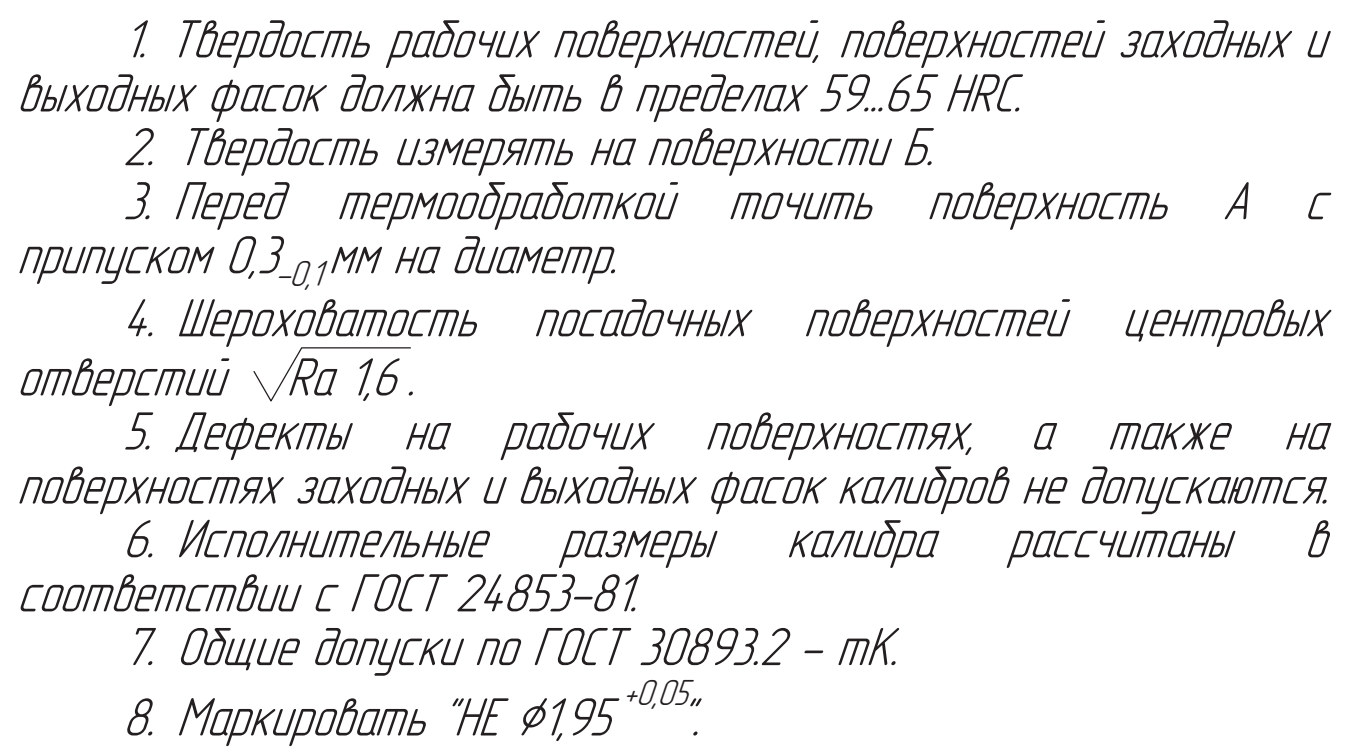 1. Твердость рабочих поверхностей, поверхностей заходных и
выходных фасок должна быть в пределах 59...65 HRC.
2. Твердость измерять на поверхности Б.
3. Перед термообработкой точить поверхность А с
припуском 0,3-0,1 мм на диаметр.
4. Шероховатость посадочных поверхностей центровых
отверстий √Ra 1,6.
5. Дефекты на рабочих поверхностях, а также на
поверхностях заходных и выходных фасок калибров не допускаются.
6. Исполнительные размеры калибра рассчитаны в
соответствии с ГОСТ 24853-81.
7. Общие допуски по ГОСТ 30893.2 - mK.
8. Маркировать "НЕ ⌀1,95 +0,05".